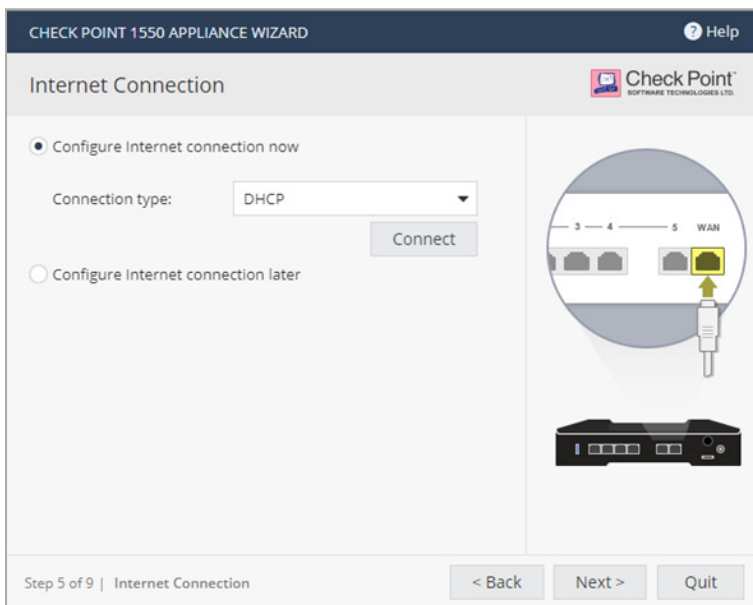 CHECK POINT 1550 APPLIANCE WIZARD
? Help
Internet Connection
Check Point
SOFTWARE TECHNOLOGIES LTD.
Configure Internet connection now
Connection type:
DHCP
Connect
Configure Internet connection later
3
4
5
WAN
Step 5 of 9 | Internet Connection
< Back
Next >
Quit